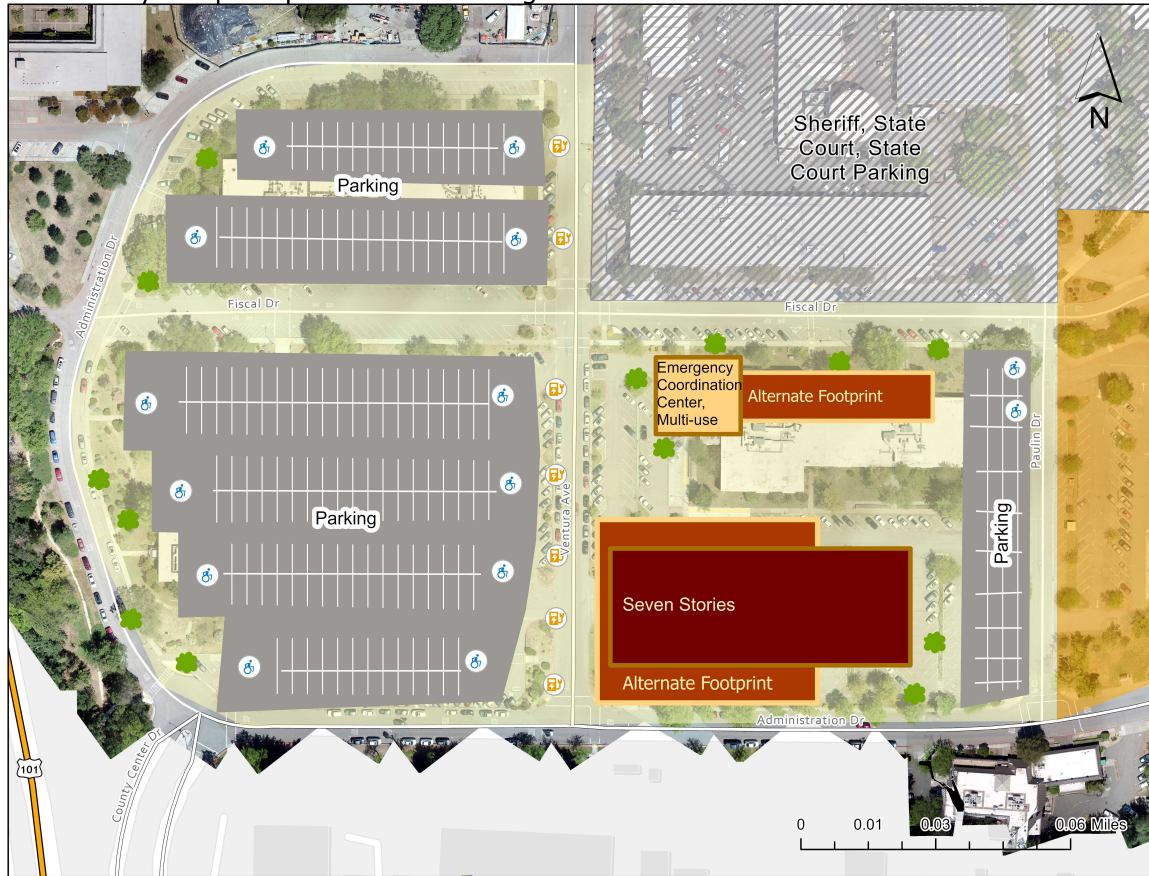 Sheriff, State
Court, State
Court Parking
N
Parking
Administration Dr
Fiscal Dr
Fiscal Dr
Emergency
Coordination
Center,
Multi-use
Alternate Footprint
Paulin Dr
Parking
Ventura Ave
Parking
Seven Stories
Alternate Footprint
Administration Dr
County Center Dr
101
0 0.01 0.03 0.06 Miles